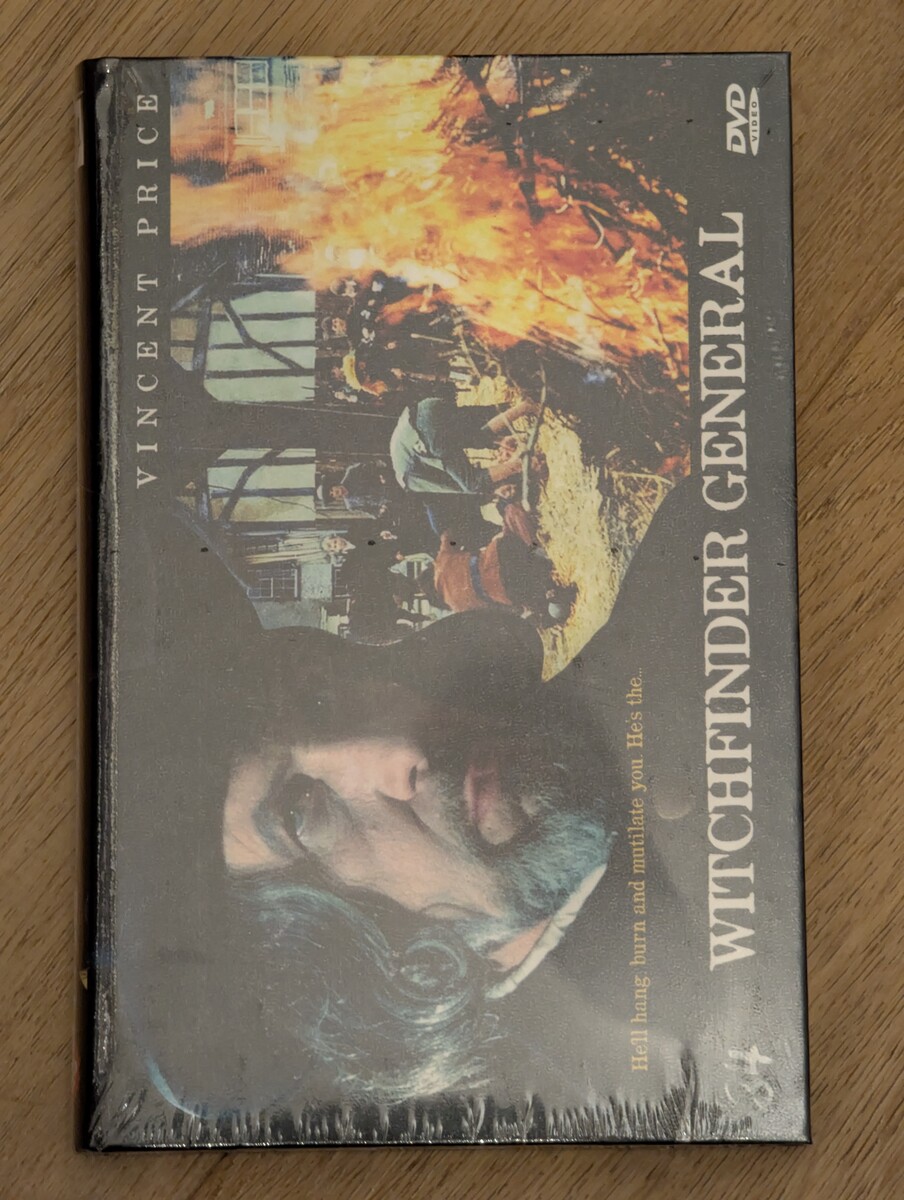 VINCENT PRICE
He'll hang, burn and mutilate you. He's the...
WITCHFINDER GENERAL
DVD
VIDEO